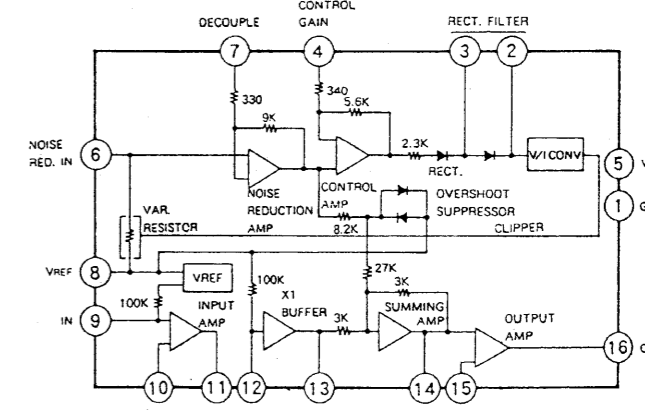 CONTROL
GAIN
DECOUPLE
RECT. FILTER
7
4
3
2
330
340
5.6K
9K
2.3K
NOISE
RED. IN
6
V/I CONV
5
V
RECT.
NOISE
REDUCTION
AMP
CONTROL
AMP
8.2K
OVERSHOOT
SUPPRESSOR
CLIPPER
1
G
VAR.
RESISTOR
VREF
8
VREF
100K
100K
27K
3K
IN
9
INPUT
AMP
X1
BUFFER
3K
SUMMING
AMP
OUTPUT
AMP
16
10
11
12
13
14
15